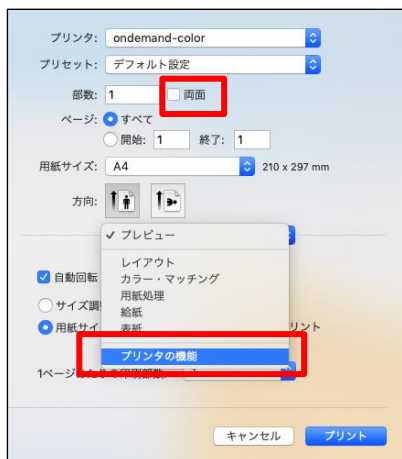 プリンタ: ondemand-color
プリセット: デフォルト設定
部数: 1 両面
ページ: すべて
開始: 1 終了: 1
用紙サイズ: A4 210 x 297 mm
方向:
✓ プレビュー
レイアウト
自動回転 カラー・マッチング
用紙処理
サイズ調 給紙
用紙サイ 表紙 リント
プリンタの機能
1ページ
キャンセル プリント